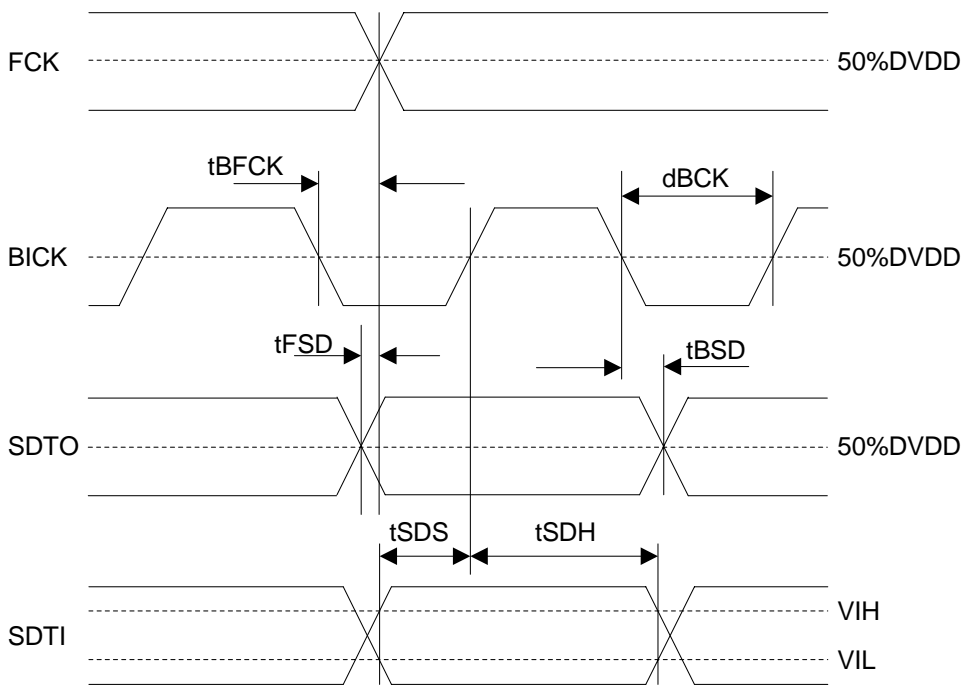 FCK
50%DVDD
tBFCK
dBCK
BICK
50%DVDD
tFSD
tBSD
SDTO
50%DVDD
tSDS
tSDH
VIH
SDTI
VIL